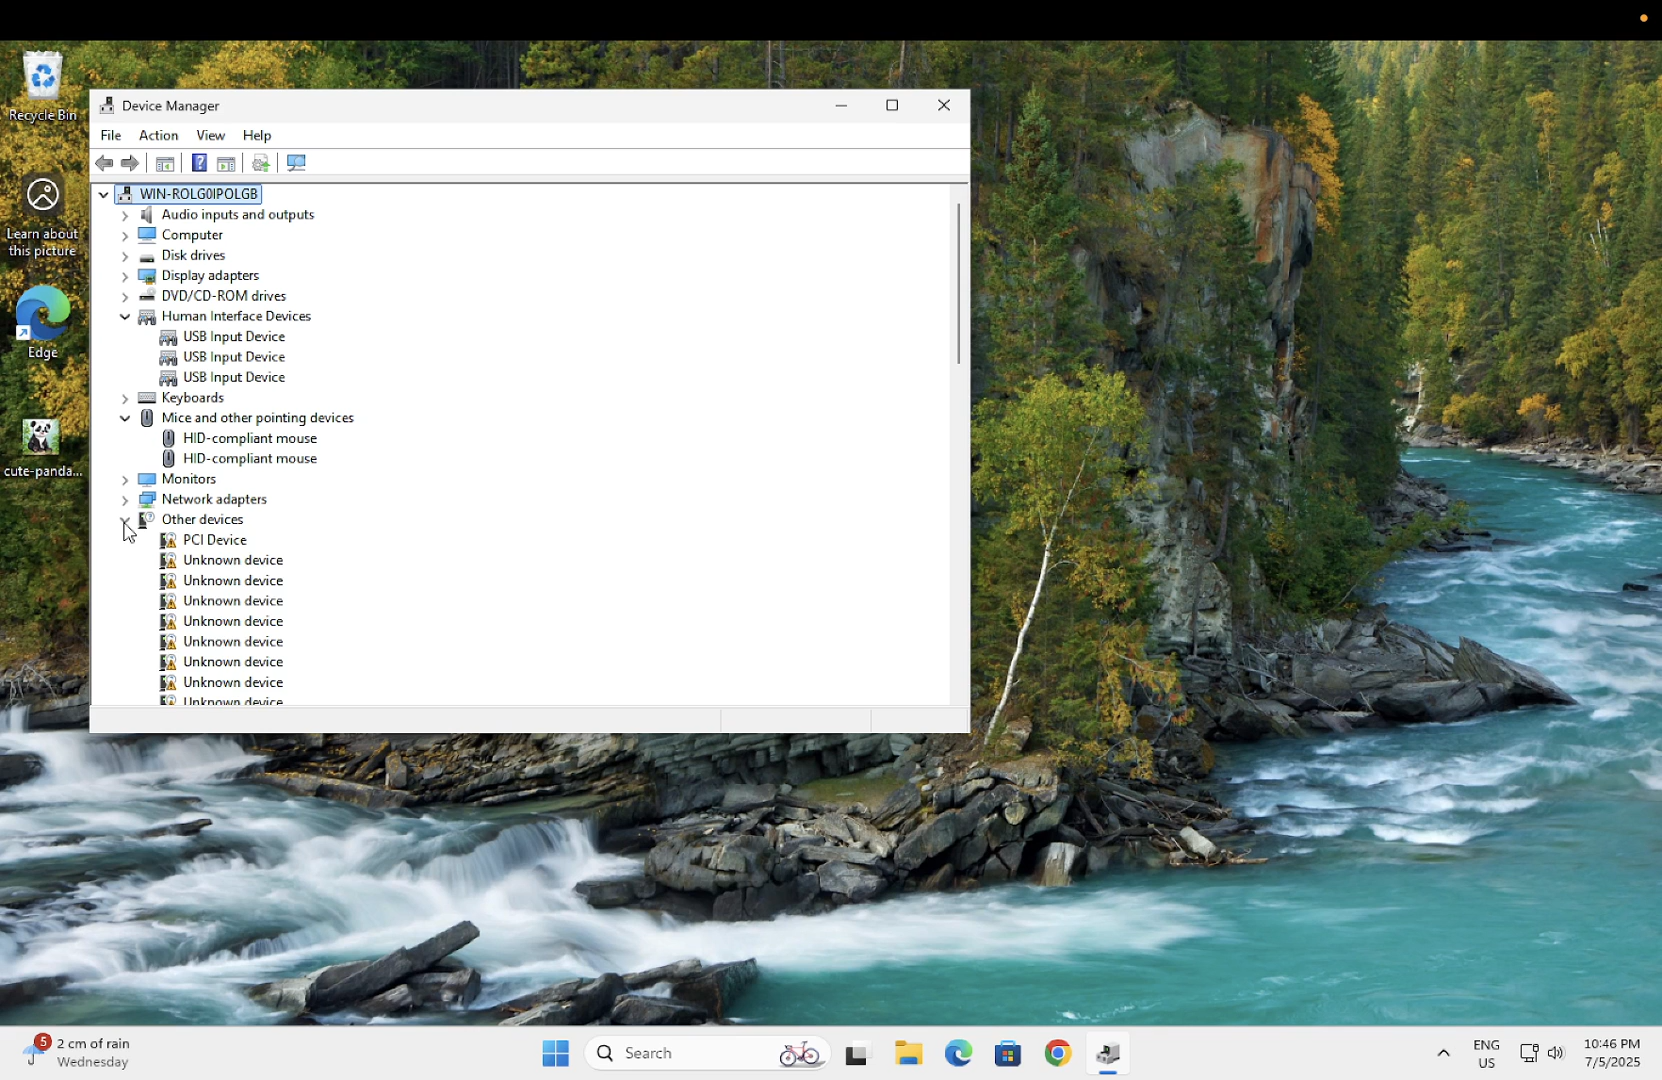 Recycle Bin
Learn about
this picture
Edge
cute-panda...
Device Manager
File Action View Help
WIN-ROLG0IPOLGB
Audio inputs and outputs
Computer
Disk drives
Display adapters
DVD/CD-ROM drives
Human Interface Devices
USB Input Device
USB Input Device
USB Input Device
Keyboards
Mice and other pointing devices
HID-compliant mouse
HID-compliant mouse
Monitors
Network adapters
Other devices
PCI Device
Unknown device
Unknown device
Unknown device
Unknown device
Unknown device
Unknown device
Unknown device
Unknown device
5
2 cm of rain
Wednesday
Search
ENG
US
10:46 PM
7/5/2025